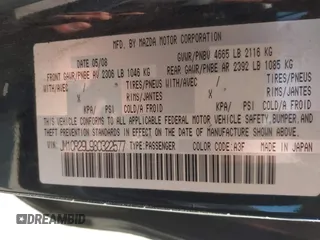 MFD. BY MAZDA MOTOR CORPORATION
DATE 05/08 GVWR/PNBV 4665 LB 2116 KG
FRONT GAWR/PNBE AV 2306 LB 1046 KG REAR GAWR/PNBE AR 2392 LB 1085 KG
TIRES/PNEUS TIRES/PNEUS
WITH/AVEC WITH/AVEC
RIMS/JANTES RIMS/JANTES
KPA/ PSI/LPC COLD/A FROID KPA/ PSI/LPC COLD/A FROID
THIS VEHICLE CONFORMS TO ALL APPLICABLE FEDERAL MOTOR VEHICLE SAFETY, BUMPER, AND
THEFT PREVENTION STANDARDS IN EFFECT ON THE DATE OF MANUFACTURE SHOWN ABOVE.
VIN: TYPE: PASSENGER COLOR: A3F MADE IN JAPAN
© DREAMBID